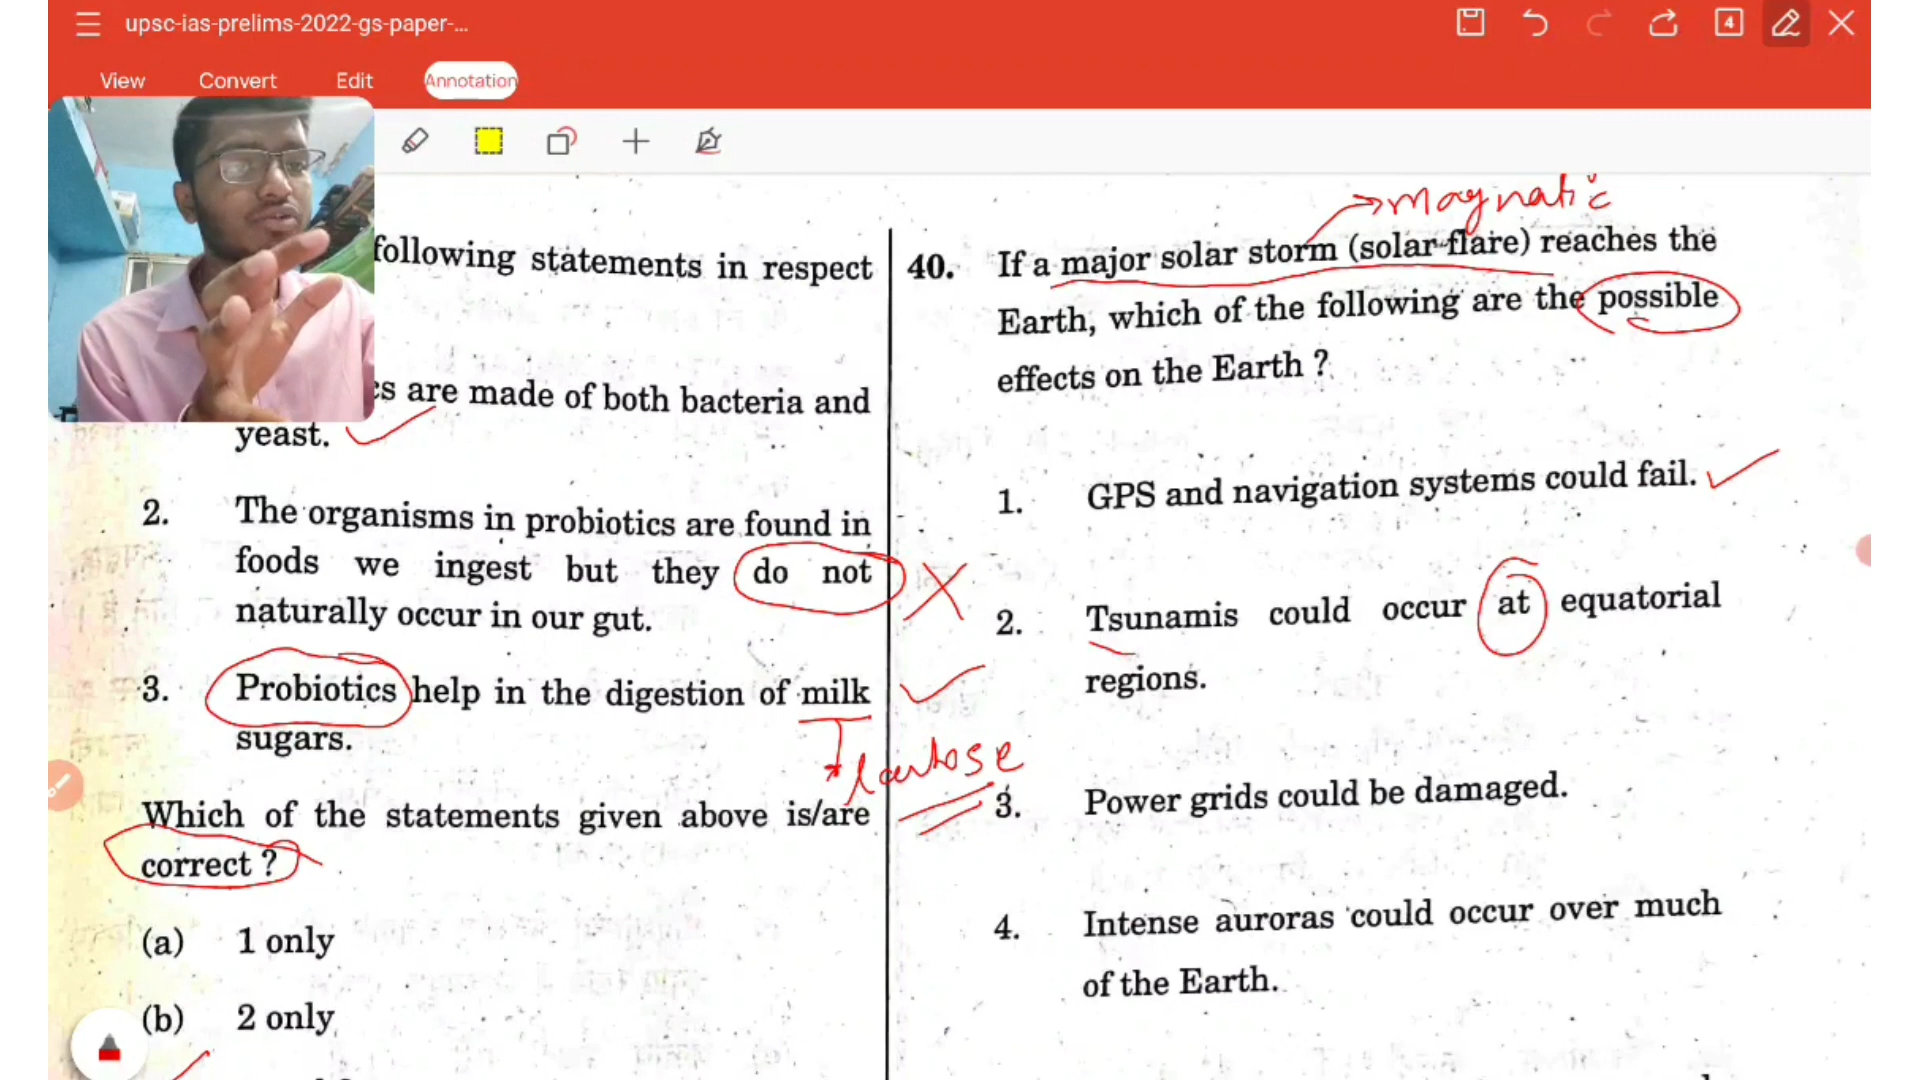 upsc-ias-prelims-2022-gs-paper-...
4
View Convert Edit Annotation
following statements in respect
cs are made of both bacteria and
yeast.
2. The organisms in probiotics are found in
foods we ingest but they do not
naturally occur in our gut.
3. Probiotics help in the digestion of milk
sugars.
Which of the statements given above is/are
correct ?
(a) 1 only
(b) 2 only
magnatic
40. If a major solar storm (solar-flare) reaches the
Earth, which of the following are the possible
effects on the Earth ?
1. GPS and navigation systems could fail.
2. Tsunamis could occur at equatorial
regions.
3. Power grids could be damaged.
4. Intense auroras could occur over much
of the Earth.